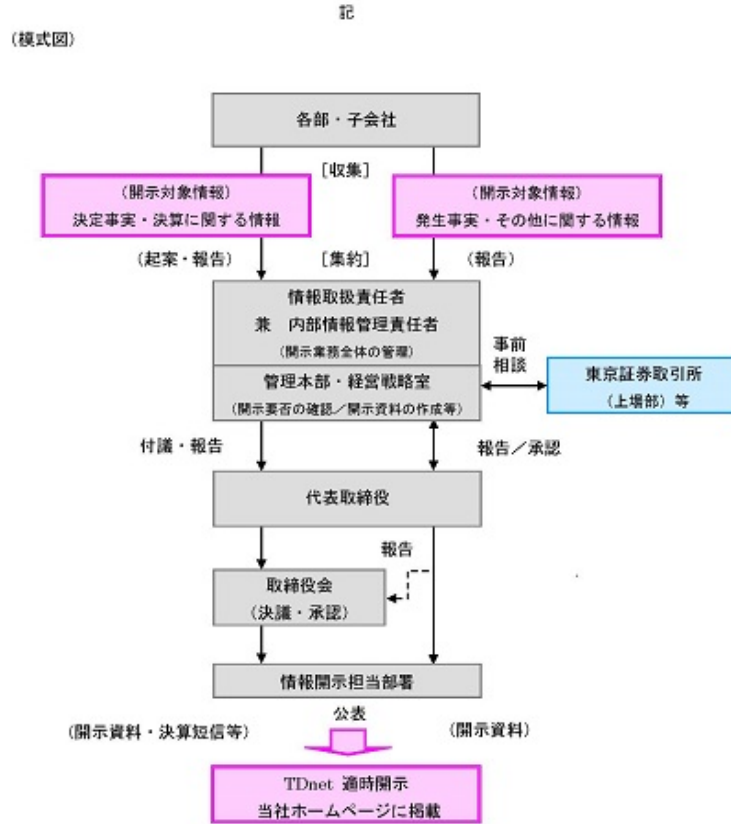 記
(模式図)
各部・子会社
[収集]
(開示対象情報)
決定事実・決算に関する情報
(開示対象情報)
発生事実・その他に関する情報
(起案・報告)
[集約]
(報告)
情報取扱責任者
兼 内部情報管理責任者
(開示業務全体の管理)
管理本部・経営戦略室
(開示要否の確認/開示資料の作成等)
事前
相談
東京証券取引所
(上場部)等
付議・報告
報告/承認
代表取締役
報告
取締役会
(決議・承認)
情報開示担当部署
公表
(開示資料・決算短信等)
(開示資料)
TDnet 適時開示
当社ホームページに掲載